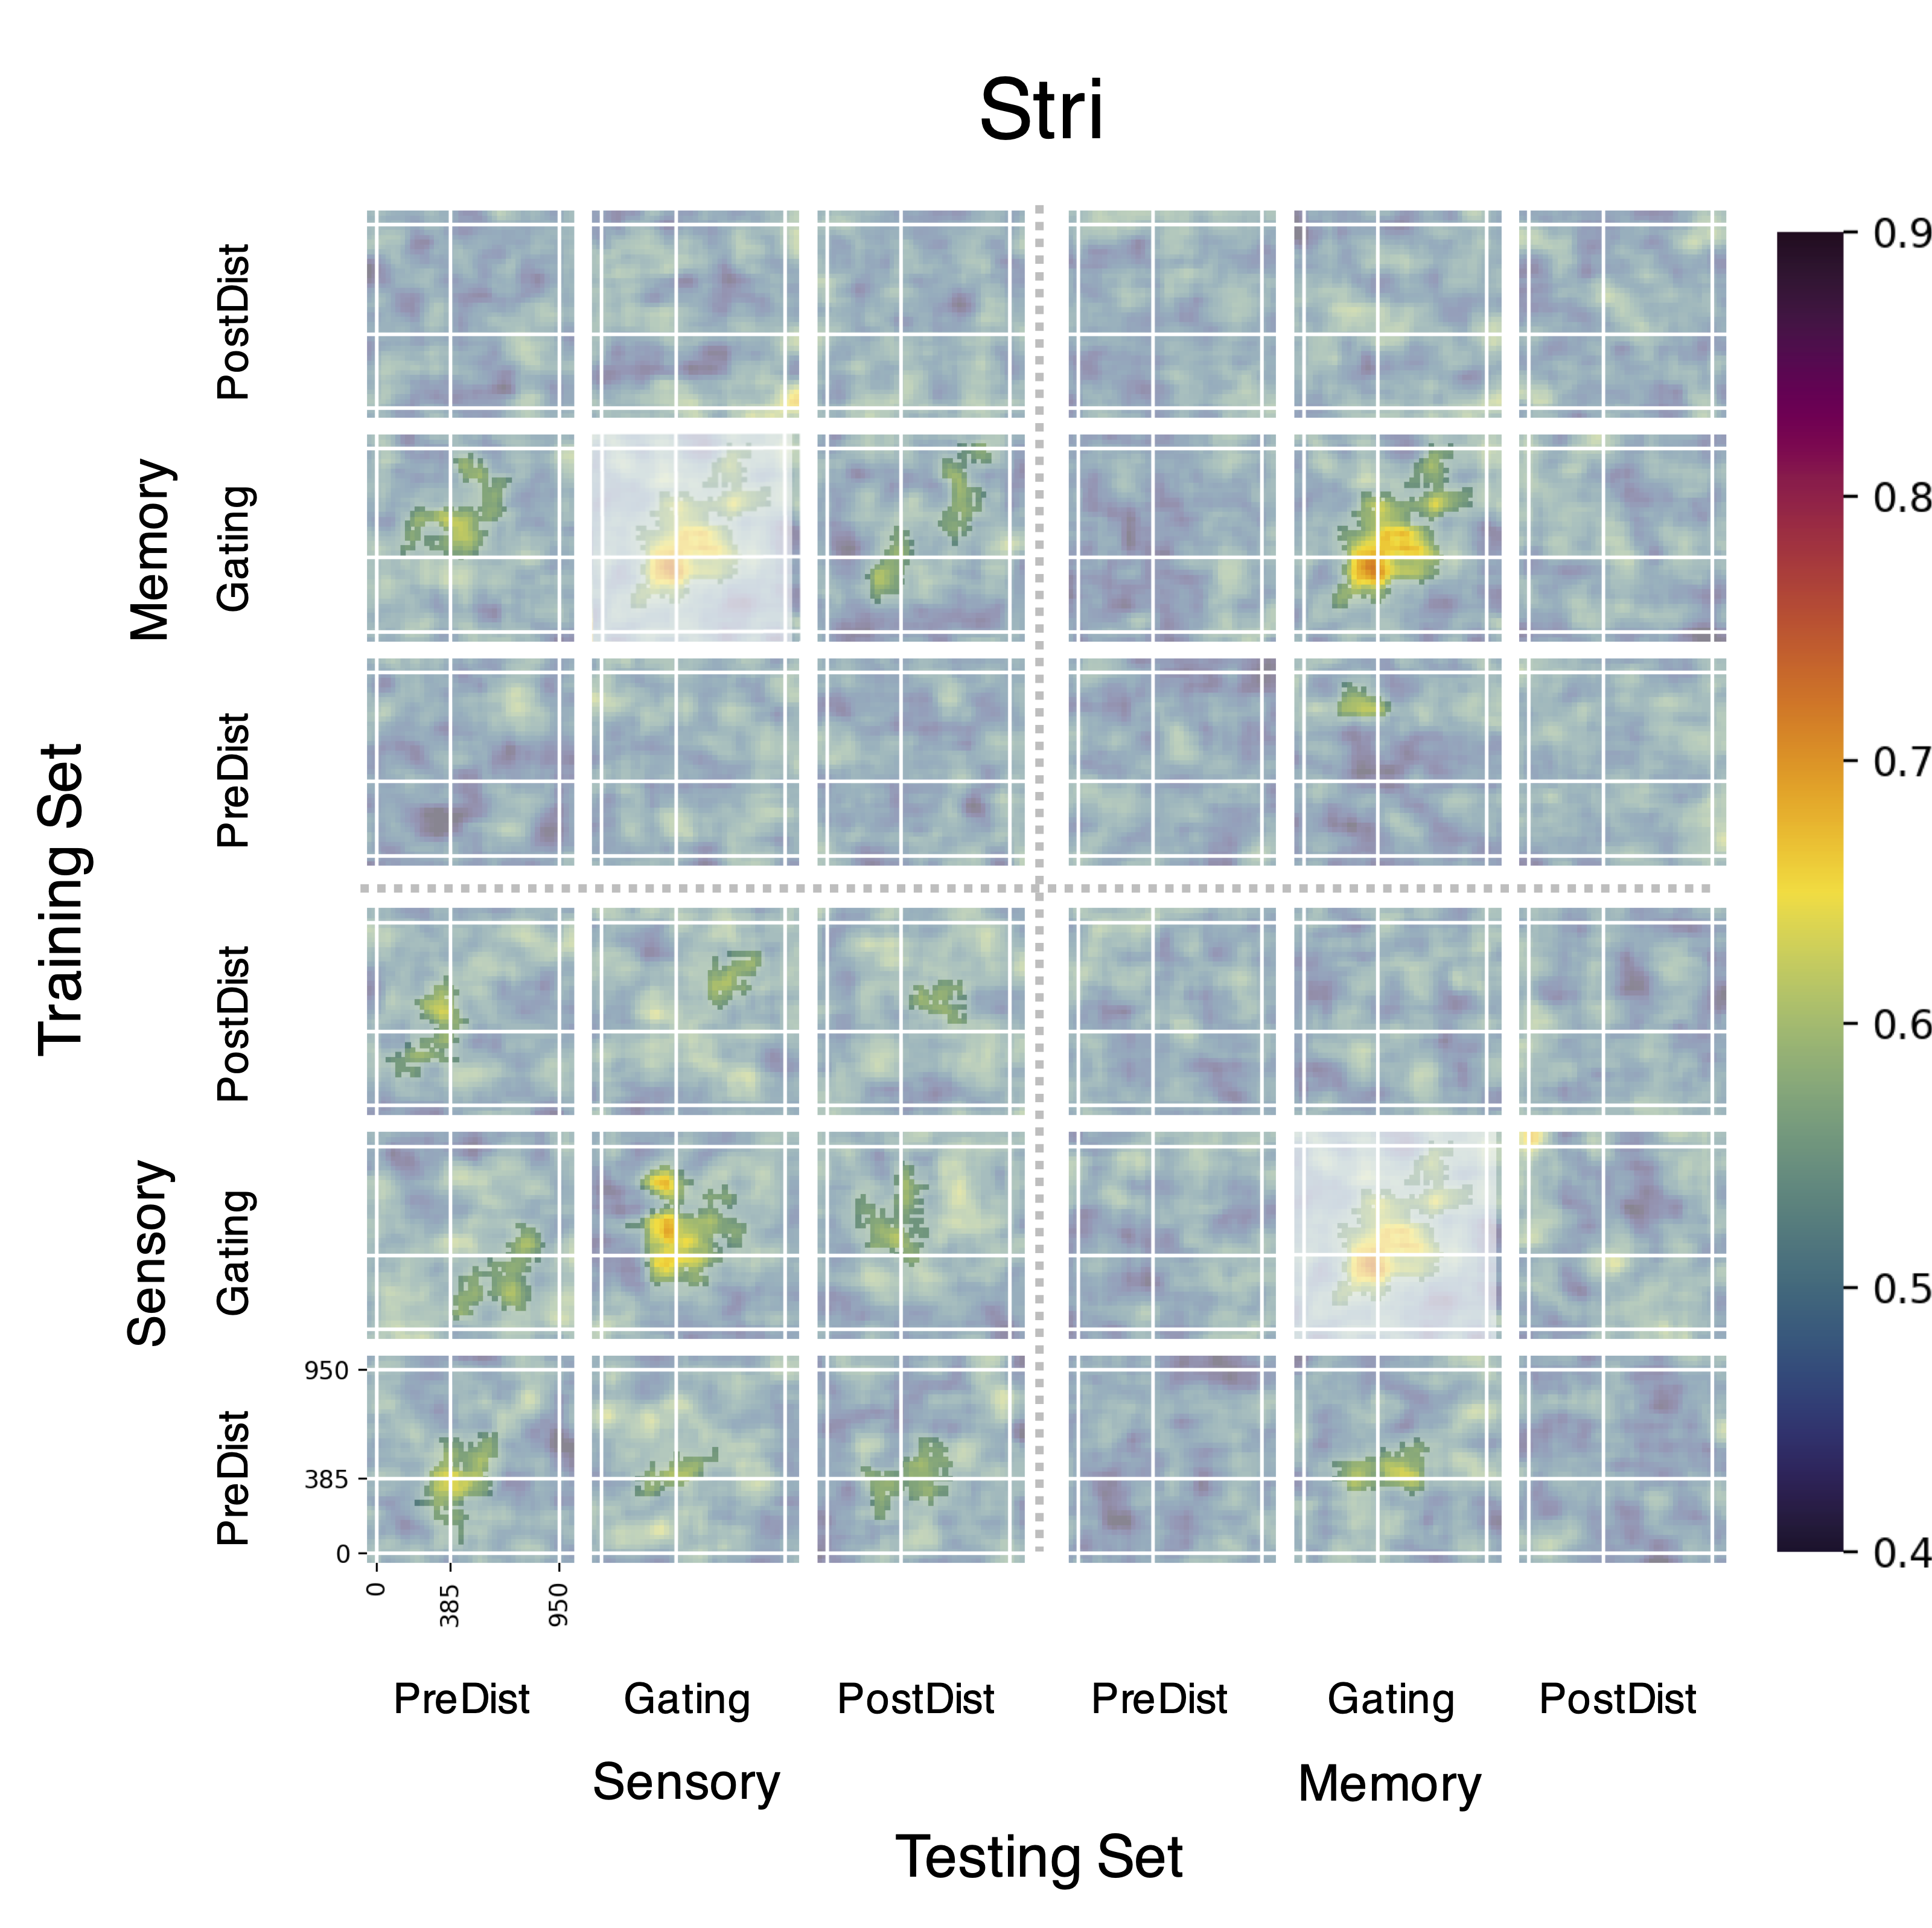 Stri
Training Set
Memory
PostDist
Gating
PreDist
Sensory
PostDist
Gating
PreDist
950
385
0
0
385
950
PreDist
Gating
PostDist
PreDist
Gating
PostDist
Sensory
Memory
Testing Set
0.9
0.8
0.7
0.6
0.5
0.4